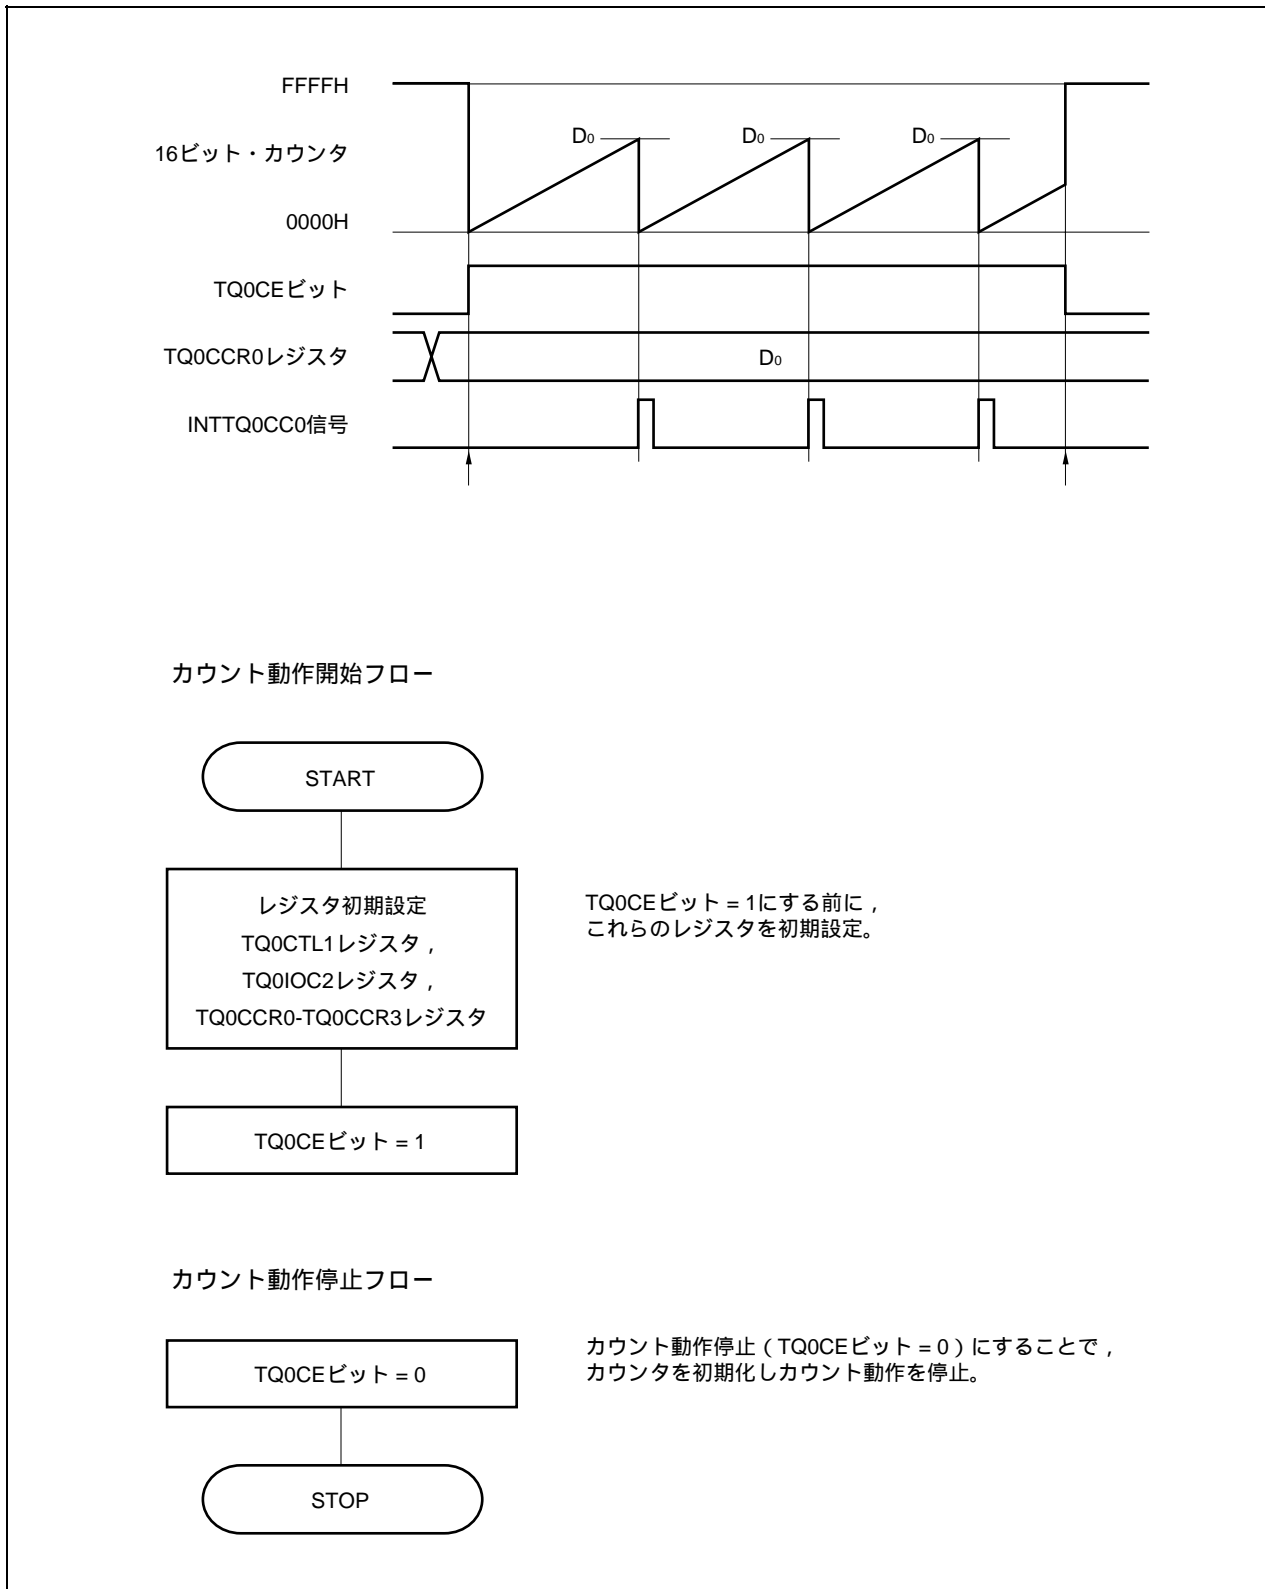 FFFFH
16ビット・カウンタ
0000H
D0
D0
D0
TQ0CEビット
TQ0CCR0レジスタ
D0
INTTQ0CC0信号
カウント動作開始フロー
START
レジスタ初期設定
TQ0CTL1レジスタ，
TQ0IOC2レジスタ，
TQ0CCR0-TQ0CCR3レジスタ
TQ0CEビット = 1にする前に，
これらのレジスタを初期設定。
TQ0CEビット = 1
カウント動作停止フロー
TQ0CEビット = 0
カウント動作停止（TQ0CEビット = 0）にすることで，
カウンタを初期化しカウント動作を停止。
STOP